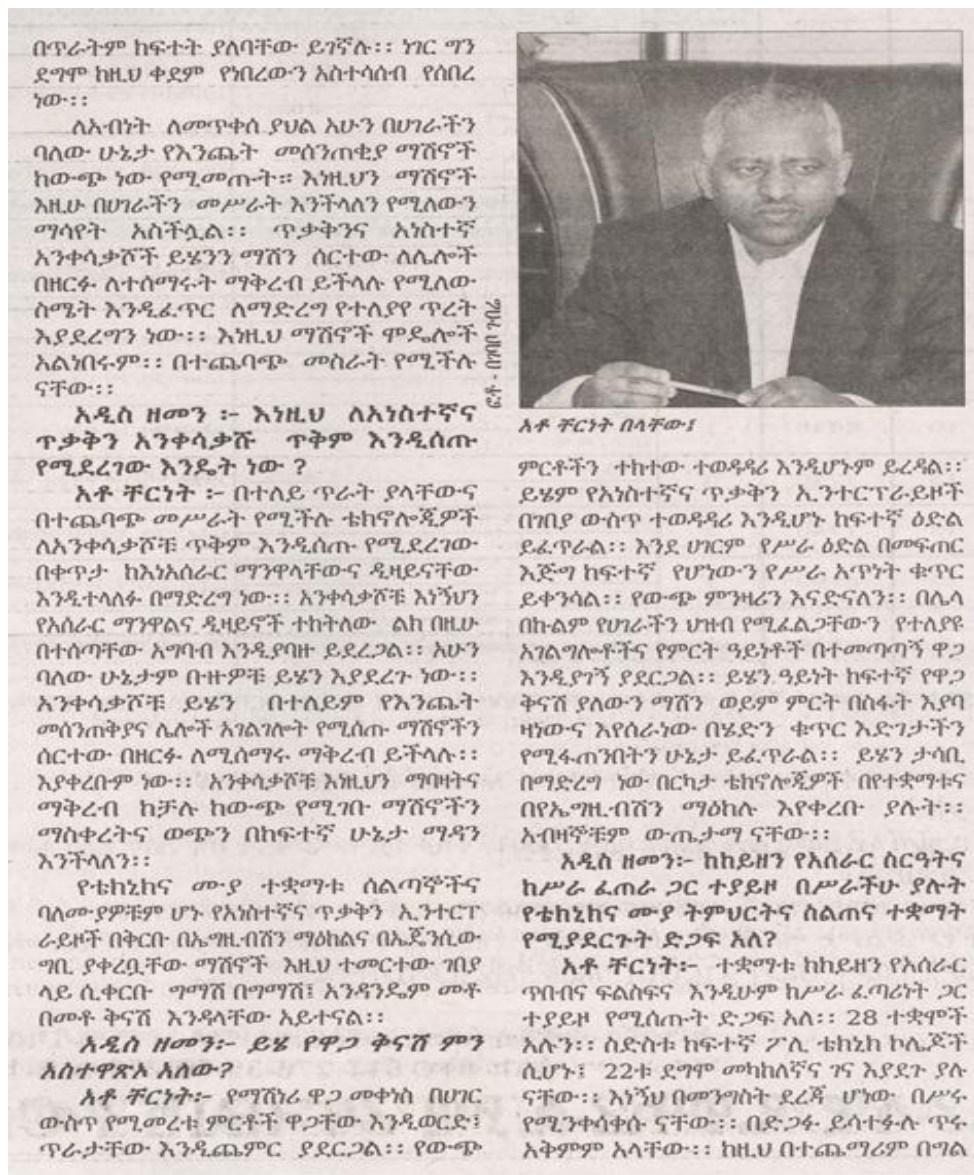 በጥራትም ከፍተት ያለባቸው ይገኛሉ፡፡ ነገር ግን
ደግሞ ከዚህ ቀደም የነበረውን አስተሳሰብ የሰበረ
ነው፡፡
ለአብነት ለመጥቀስ ያህል አሁን በሀገራችን
ባለው ሁኔታ የእንጨት መሰንጠቂያ ማሽኖች
ከውጭ ነው የሚመጡት። እነዚህን ማሽኖች
እዚሁ በሀገራችን መሥራት እንችላለን የሚለውን
ማሳየት አስችሏል፡፡ ጥቃቅንና አነስተኛ
አንቀሳቃሾች ይሄንን ማሽን ሰርተው ለሌሎች
በዘርፉ ለተሰማሩት ማቅረብ ይችላሉ የሚለው
ስሜት እንዲፈጥር ለማድረግ የተለያየ ጥረት
እያደረግን ነው፡፡ እነዚህ ማሽኖች ሞዴሎች
አልነበሩም፡፡ በተጨባጭ መስራት የሚችሉ
ናቸው፡፡
አዲስ ዘመን ፡- እነዚህ ለአነስተኛና
ጥቃቅን አንቀሳቃሹ ጥቅም እንዲሰጡ
የሚደረገው እንዴት ነው ?
አቶ ቸርነት ፡- በተለይ ጥራት ያላቸውና
በተጨባጭ መሥራት የሚችሉ ቴክኖሎጂዎች
ለአንቀሳቃሾቹ ጥቅም እንዲሰጡ የሚደረገው
በቀጥታ ከእነአሰራር ማንዋላቸውና ዲዛይናቸው
እንዲተላለፉ በማድረግ ነው፡፡ አንቀሳቃሾቹ እነኝህን
የአሰራር ማንዋልና ዲዛይኖች ተከትለው ልክ በዚሁ
በተሰጣቸው አግባብ እንዲያባዙ ይደረጋል፡፡ አሁን
ባለው ሁኔታም በዙዎቹ ይሄን እያደረጉ ነው፡፡
አንቀሳቃሾቹ ይሄን በተለይም የእንጨት
መሰንጠቅያና ሌሎች አገልግሎት የሚሰጡ ማሽኖችን
ሰርተው በዘርፉ ለሚሰማሩ ማቅረብ ይችላሉ፡፡
እያቀረቡም ነው፡፡ አንቀሳቃሾቹ እነዚህን ማባዛትና
ማቅረብ ከቻሉ ከውጭ የሚገቡ ማሽኖችን
ማስቀረትና ወጭን በከፍተኛ ሁኔታ ማዳን
እንችላለን፡፡
የቴክኒክና ሙያ ተቋማቱ ሰልጣኞችና
ባለሙያዎቹም ሆኑ የአነስተኛና ጥቃቅን ኢንተርፕ
ራይዞች በቅርቡ በኤግዚብሽን ማዕከልና በኤጀንሲው
ግቢ ያቀረቧቸው ማሽኖች እዚህ ተመርተው ገበያ
ላይ ሲቀርቡ ግማሽ በግማሽ፤ አንዳንዴም መቶ
በመቶ ቅናሽ እንዳላቸው አይተናል፡፡
አዲስ ዘመን፡- ይሄ የዋጋ ቅናሽ ምን
አስተዋጽኦ አለው?
አቶ ቸርነት፡- የማሽነሪ ዋጋ መቀነስ በሀገር
ውስጥ የሚመረቱ ምርቶች ዋጋቸው እንዲወርድ፤
ጥራታቸው እንዲጨምር ያደርጋል፡፡ የውጭ
ፎቶ - በገባቦ ገብሬ
አቶ ቸርነት በላቸው፤
ምርቶችን ተክተው ተወዳዳሪ እንዲሆኑም ይረዳል፡፡
ይሄም የአነስተኛና ጥቃቅን ኢንተርፕራይዞች
በገበያ ውስጥ ተወዳዳሪ እንዲሆኑ ከፍተኛ ዕድል
ይፈጥራል፡፡ እንደ ሀገርም የሥራ ዕድል በመፍጠር
እጅግ ከፍተኛ የሆነውን የሥራ አጥነት ቁጥር
ይቀንሳል፡፡ የውጭ ምንዛሪን እናድናለን፡፡ በሌላ
በኩልም የሀገራችን ህዝብ የሚፈልጋቸውን የተለያዩ
አገልግሎቶችና የምርት ዓይነቶች በተመጣጣኝ ዋጋ
እንዲያገኝ ያደርጋል፡፡ ይሄን ዓይነት ከፍተኛ የዋጋ
ቅናሽ ያለውን ማሽን ወይም ምርት በስፋት እያባ
ዛነውና እየሰራነው በሄድን ቁጥር እድገታችን
የሚፋጠንበትን ሁኔታ ይፈጥራል፡፡ ይሄን ታሳቢ
በማድረግ ነው በርካታ ቴክኖሎጂዎች በየተቋማቱና
በየኤግዚብሽን ማዕከሉ እየቀረቡ ያሉት፡፡
አብዛኞቹም ውጤታማ ናቸው፡፡
አዲስ ዘመን፡- ከከይዘን የአሰራር ስርዓትና
ከሥራ ፈጠራ ጋር ተያይዞ በሥራችሁ ያሉት
የቴክኒክና ሙያ ትምህርትና ስልጠና ተቋማት
የሚያደርጉት ድጋፍ አለ?
አቶ ቸርነት፡- ተቋማቱ ከከይዘን የአሰራር
ጥበብና ፍልስፍና እንዲሁም ከሥራ ፈጣሪነት ጋር
ተያይዞ የሚሰጡት ድጋፍ አለ፡፡ 28 ተቋሞች
አሉን፡፡ ስድስቱ ከፍተኛ ፖሊ ቴክኒክ ኮሌጆች
ሲሆኑ፤ 22ቱ ደግሞ መካከለኛና ገና እያደጉ ያሉ
ናቸው፡፡ እነኝህ በመንግስት ደረጃ ሆነው በሥሩ
የሚንቀሳቀሱ ናቸው፡፡ በድጋፉ ይሳተፉሉ ጥሩ
አቅምም አላቸው፡፡ ከዚህ በተጨማሪም በግል